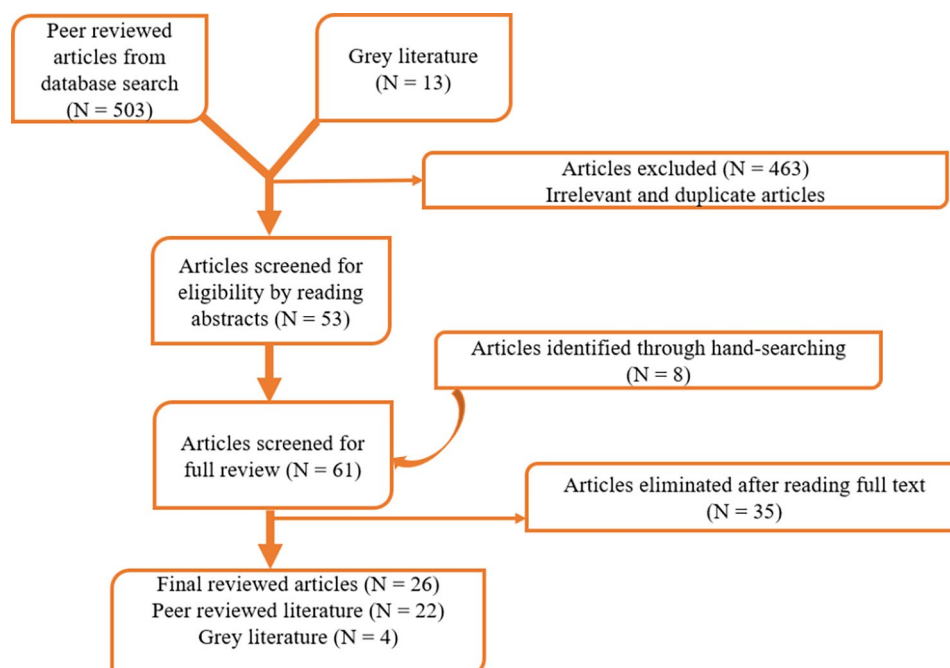 Peer reviewed
articles from
database search
(N = 503)
Grey literature
(N = 13)
Articles excluded (N = 463)
Irrelevant and duplicate articles
Articles screened for
eligibility by reading
abstracts (N = 53)
Articles identified through hand-searching
(N = 8)
Articles screened for
full review (N = 61)
Articles eliminated after reading full text
(N = 35)
Final reviewed articles (N = 26)
Peer reviewed literature (N = 22)
Grey literature (N = 4)